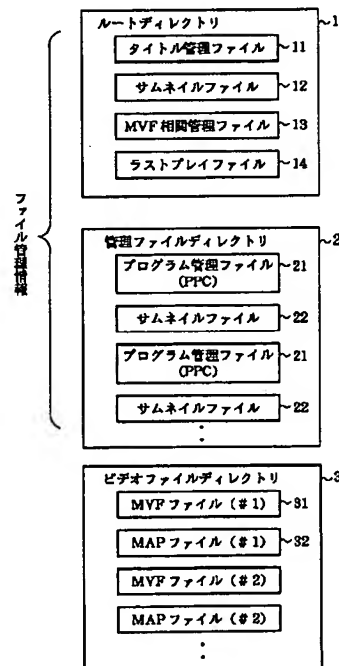 ルートディレクトリ ~1
タイトル管理ファイル ~11
サムネイルファイル ~12
MVF相関管理ファイル ~13
ラストプレイファイル ~14
ファイル管理情報
管理ファイルディレクトリ ~2
プログラム管理ファイル ~21
(PPC)
サムネイルファイル ~22
プログラム管理ファイル ~21
(PPC)
サムネイルファイル ~22
:
ビデオファイルディレクトリ ~3
MVFファイル (#1) ~31
MAPファイル (#1) ~32
MVFファイル (#2)
MAPファイル (#2)
: